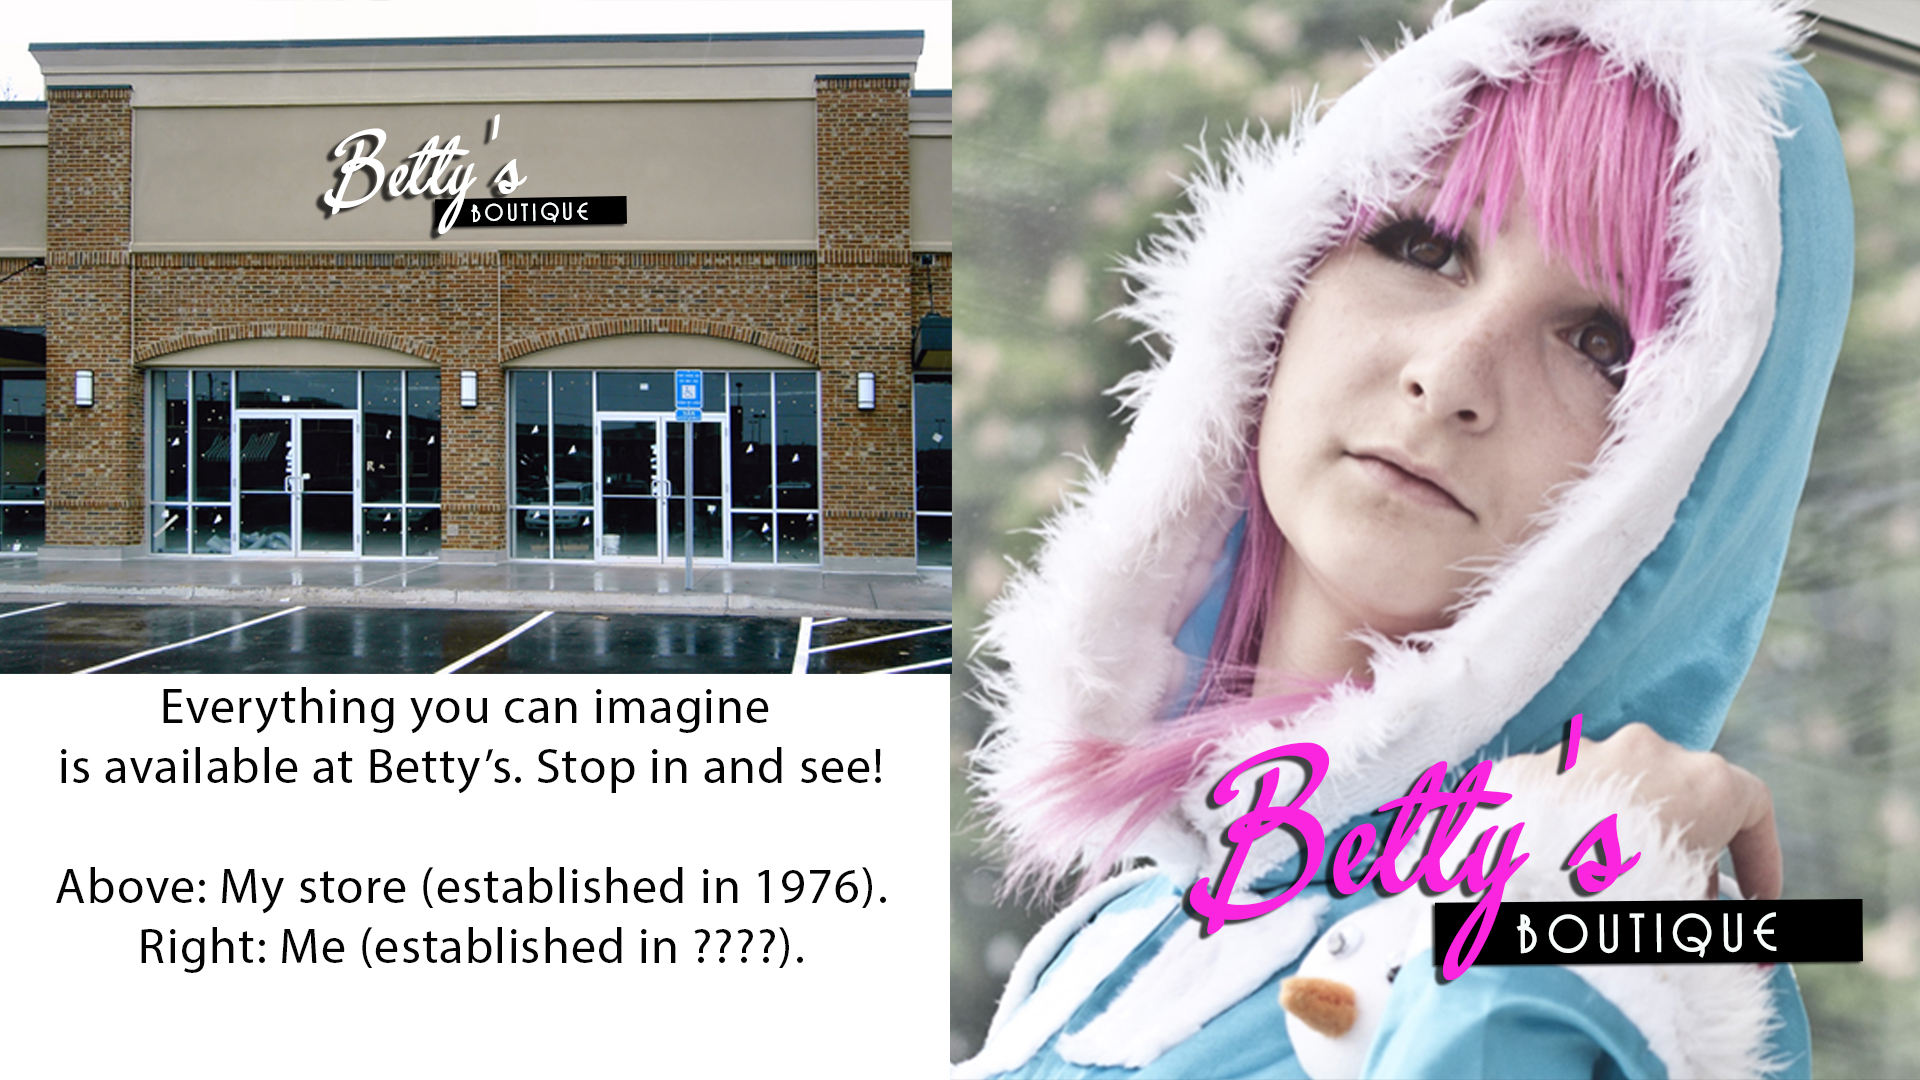 Betty's
BOUTIQUE
Everything you can imagine
is available at Betty’s. Stop in and see!
Above: My store (established in 1976).
Right: Me (established in ????).
Betty's
BOUTIQUE